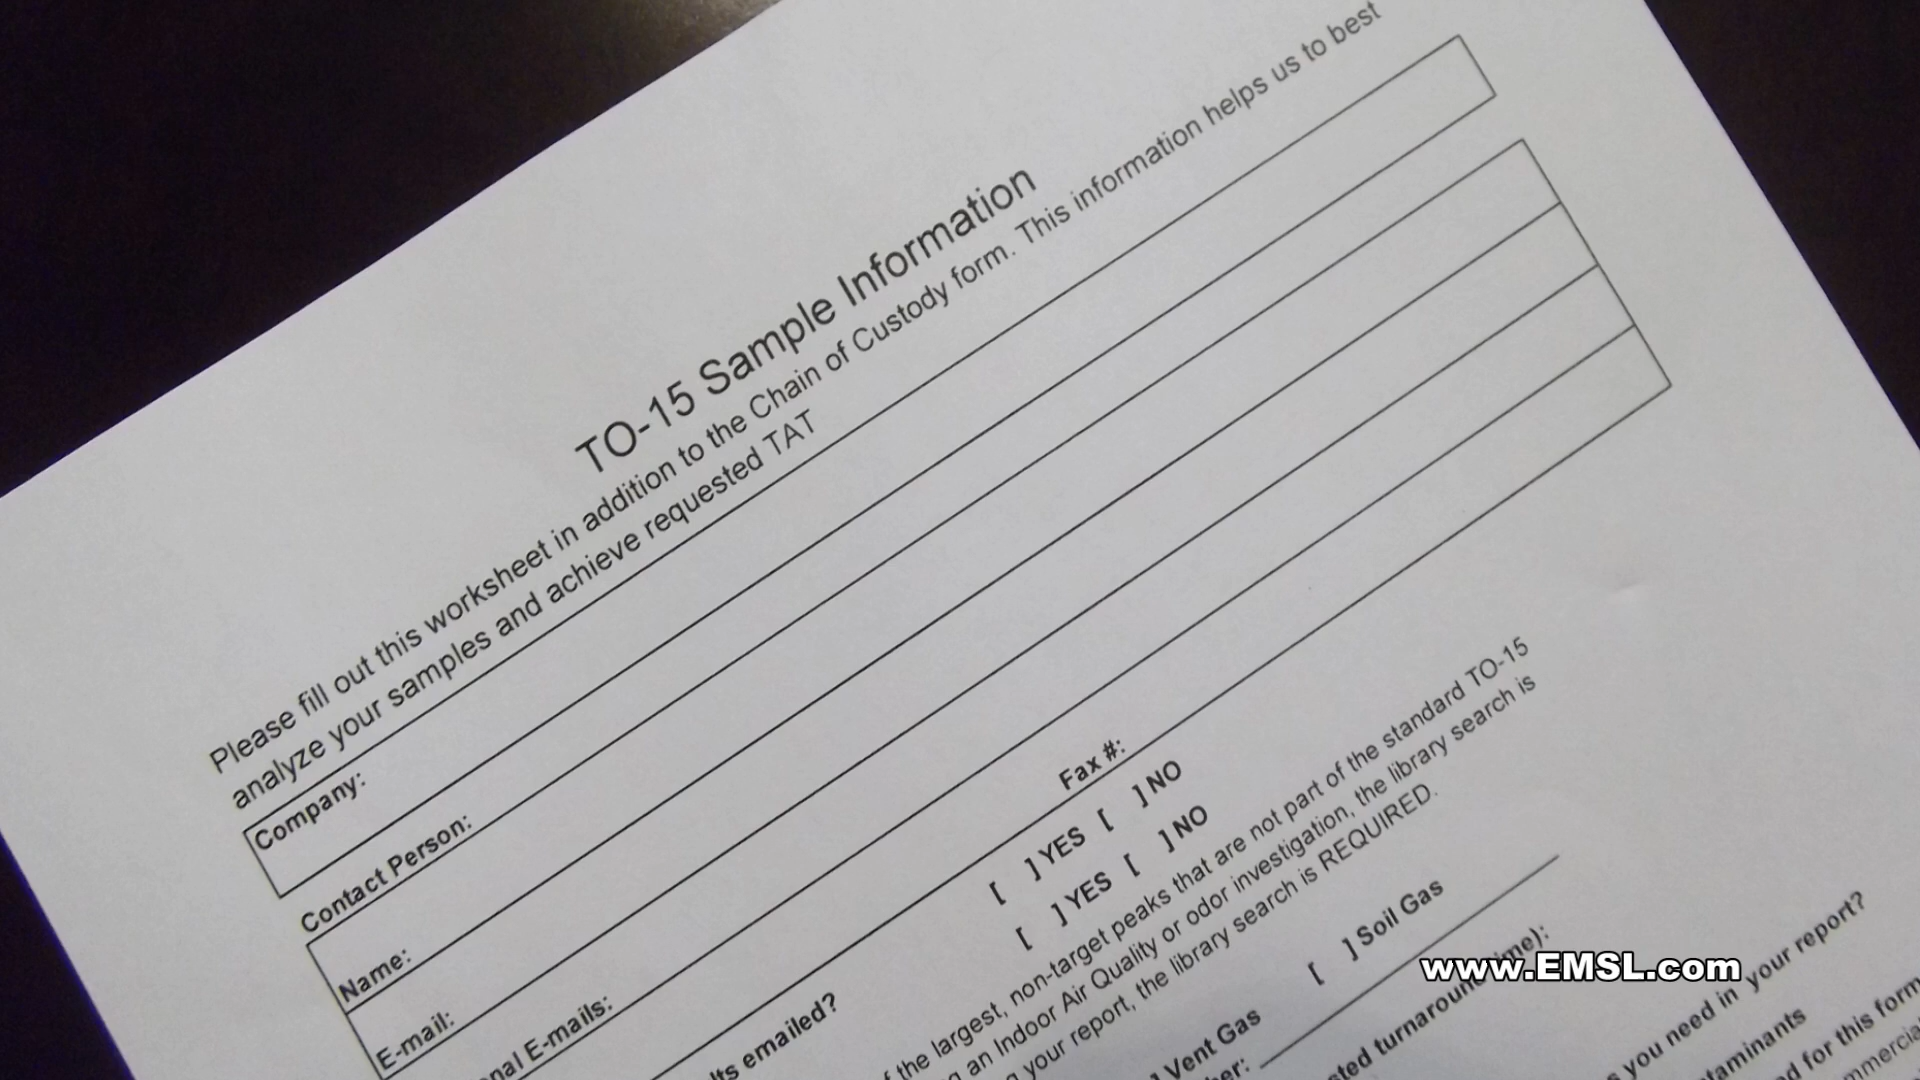 TO-15 Sample Information
Please fill out this worksheet in addition to the Chain of Custody form. This information helps us to best
analyze your samples and achieve requested TAT
Company:
Contact Person:
Name:
E-mail:
nal E-mails:
Fax #:
lts emailed?
[ ] YES [ ] NO
[ ] YES [ ] NO
f the largest, non-target peaks that are not part of the standard TO-15
g an Indoor Air Quality or odor investigation, the library search is
your report, the library search is REQUIRED.
] Vent Gas [ ] Soil Gas
her:
sted turnaround time):
s you need in your report?
taminants
d for this form
mmercial
www.EMSL.com